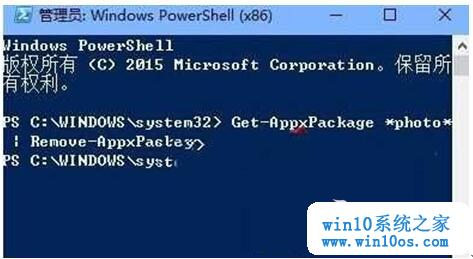 管理员: Windows PowerShell (x86)
Windows PowerShell
版权所有 (C) 2015 Microsoft Corporation。保留所
有权利。
PS C:\WINDOWS\system32> Get-AppxPackage *photo*
| Remove-AppxPackage
PS C:\WINDOWS\syst
win10系统之家
www.win10os.com